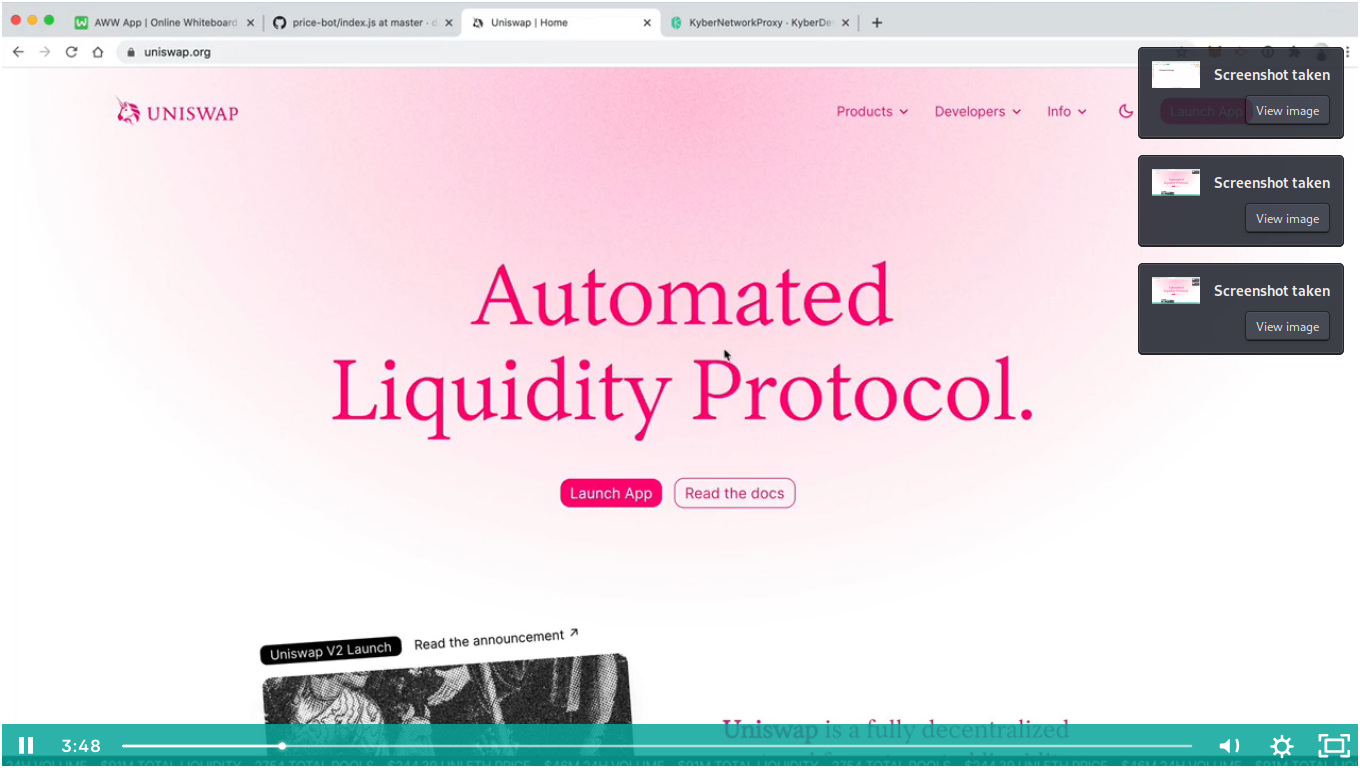 AWW App | Online Whiteboard
price-bot/index.js at master · d
Uniswap | Home
KyberNetworkProxy · KyberDe
uniswap.org
UNISWAP
Products
Developers
Info
Launch App
Screenshot taken
View image
Screenshot taken
View image
Screenshot taken
View image
Automated
Liquidity Protocol.
Launch App
Read the docs
Uniswap V2 Launch
Read the announcement ↗
Uniswap is a fully decentralized
3:48